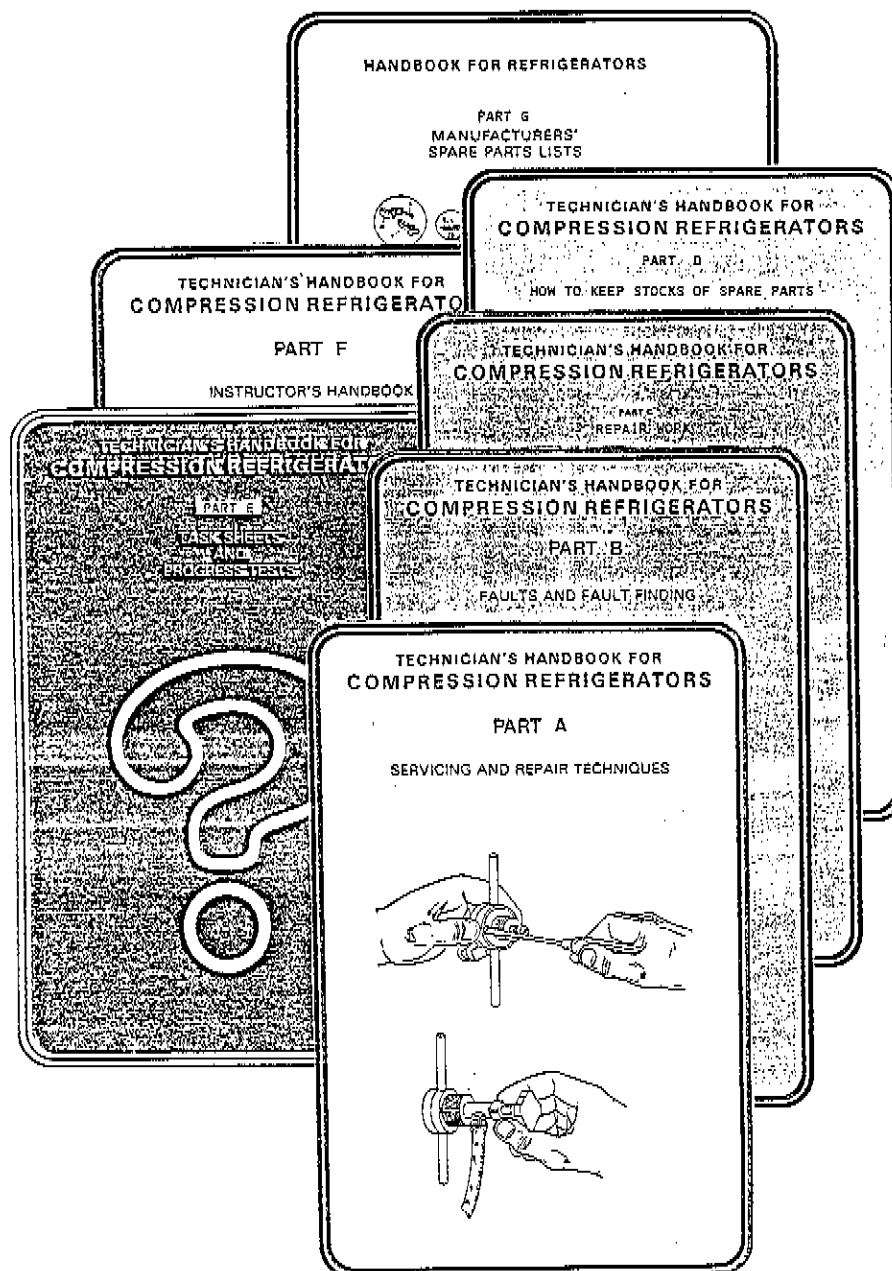 HANDBOOK FOR REFRIGERATORS
PART G
MANUFACTURERS'
SPARE PARTS LISTS
TECHNICIAN'S HANDBOOK FOR
COMPRESSION REFRIGERATORS
PART D
HOW TO KEEP STOCKS OF SPARE PARTS
TECHNICIAN'S HANDBOOK FOR
COMPRESSION REFRIGERATO
PART F
INSTRUCTOR'S HANDBOOK
TECHNICIAN'S HANDBOOK FOR
COMPRESSION REFRIGERATORS
PART C
REPAIR WORK
TECHNICIAN'S HANDBOOK FOR
COMPRESSION REFRIGERAT
PART E
TASK SHEETS
AND
PROGRESS TESTS
?
TECHNICIAN'S HANDBOOK FOR
COMPRESSION REFRIGERATORS
PART B
FAULTS AND FAULT FINDING
TECHNICIAN'S HANDBOOK FOR
COMPRESSION REFRIGERATORS
PART A
SERVICING AND REPAIR TECHNIQUES